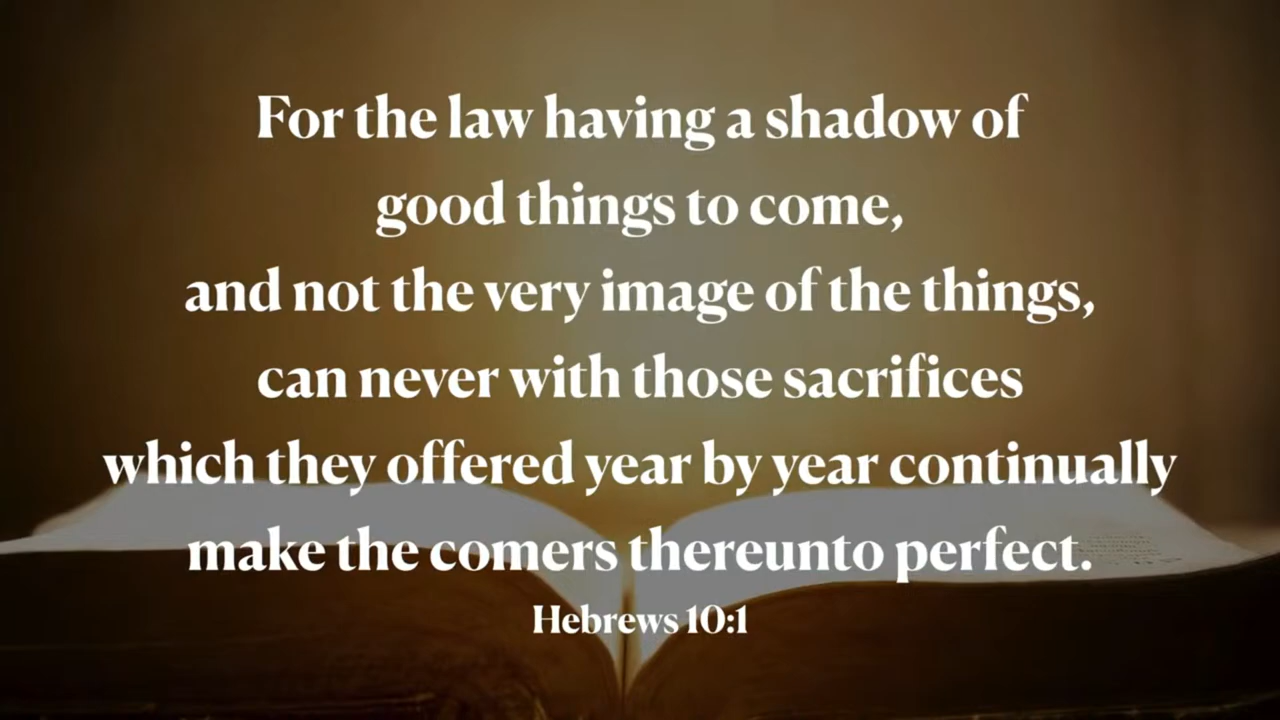 For the law having a shadow of
good things to come,
and not the very image of the things,
can never with those sacrifices
which they offered year by year continually
make the comers thereunto perfect.
Hebrews 10:1